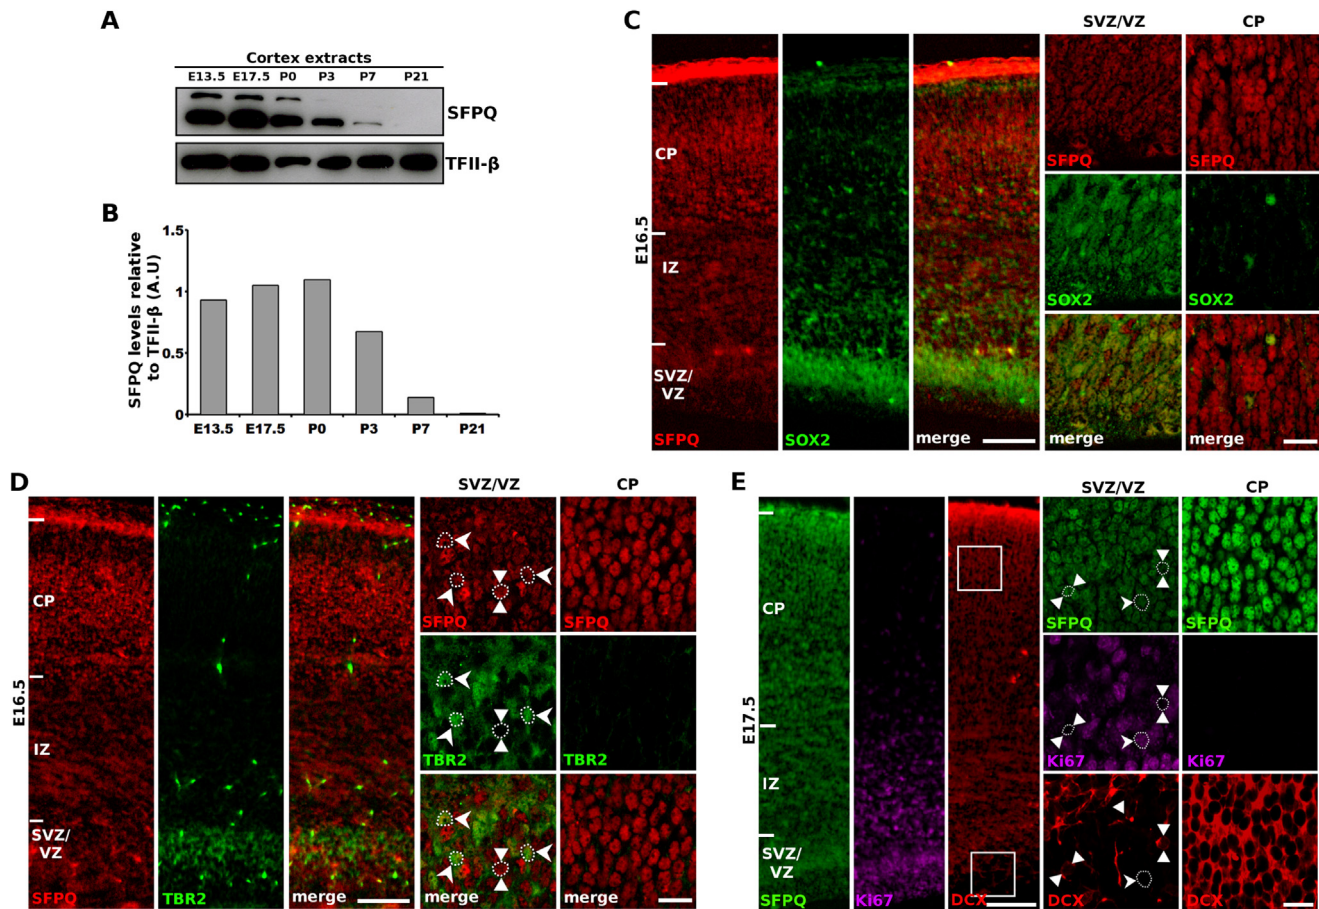 A
Cortex extracts
E13.5 E17.5 P0 P3 P7 P21
SFPQ
TFII-β
B
SFPQ levels relative
to TFII-β (A.U)
1.5
1
0.5
0
E13.5 E17.5 P0 P3 P7 P21
C
SVZ/VZ CP
E16.5
CP
IZ
SVZ/
VZ
SFPQ SOX2 merge
SFPQ SFPQ
SOX2 SOX2
merge merge
D
SVZ/VZ CP
E16.5
CP
IZ
SVZ/
VZ
SFPQ TBR2 merge
SFPQ SFPQ
TBR2 TBR2
merge merge
E
SVZ/VZ CP
E17.5
CP
IZ
SVZ/
VZ
SFPQ Ki67 DCX
SFPQ SFPQ
Ki67 Ki67
DCX DCX